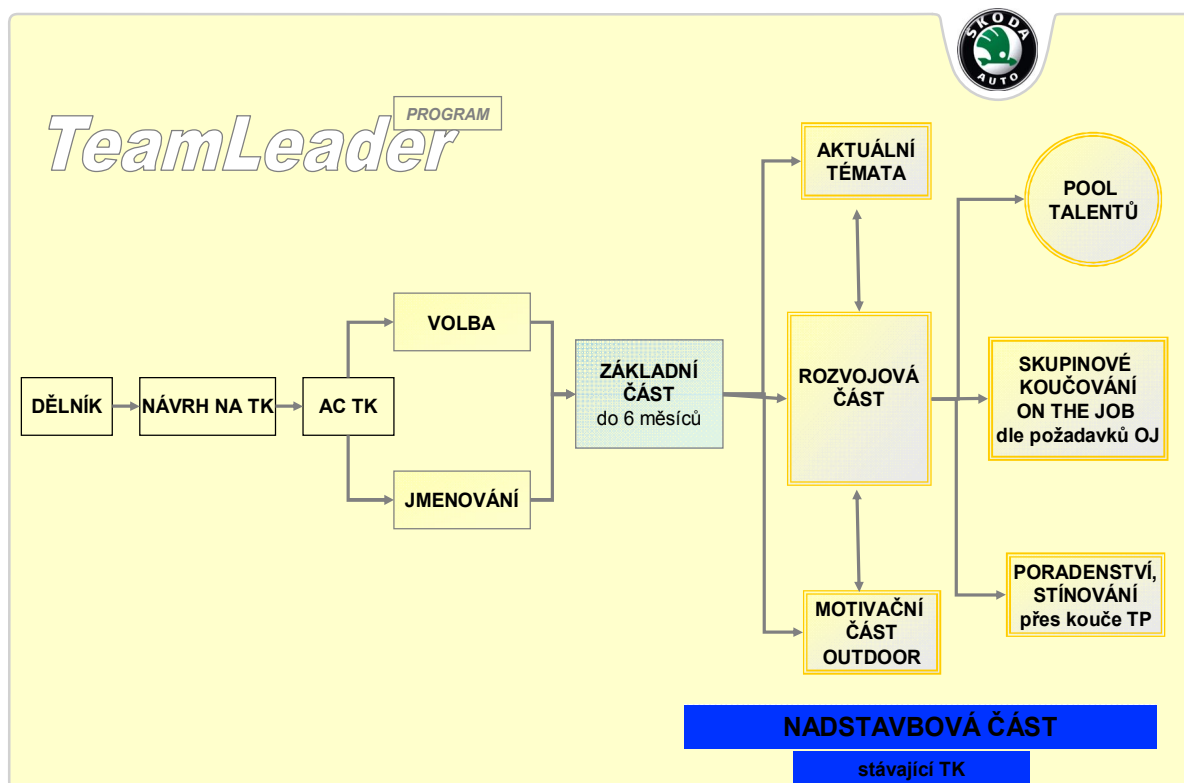 ŠKODA
AUTO
PROGRAM
TeamLeader
DĚLNÍK
NÁVRH NA TK
AC TK
VOLBA
JMENOVÁNÍ
ZÁKLADNÍ
ČÁST
do 6 měsíců
AKTUÁLNÍ
TÉMATA
ROZVOJOVÁ
ČÁST
MOTIVAČNÍ
ČÁST
OUTDOOR
POOL
TALENTŮ
SKUPINOVÉ
KOUČOVÁNÍ
ON THE JOB
dle požadavků OJ
PORADENSTVÍ,
STÍNOVÁNÍ
přes kouče TP
NADSTAVBOVÁ ČÁST
stávající TK